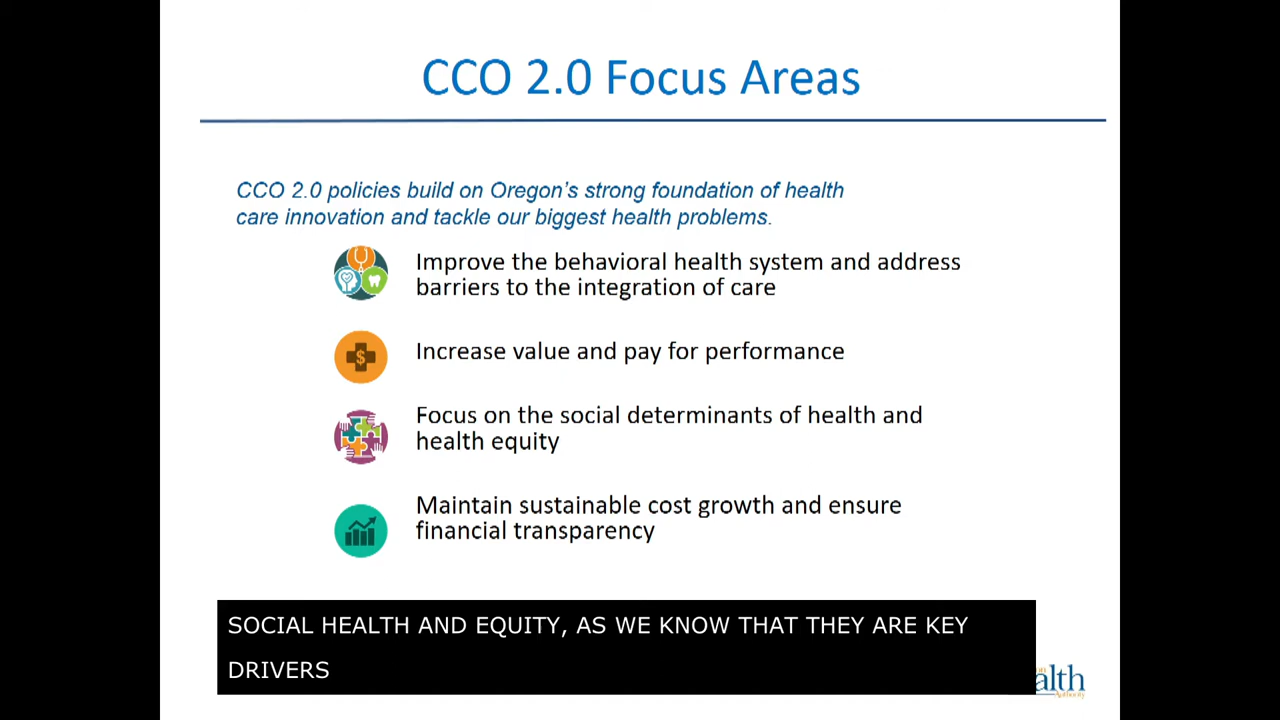 CCO 2.0 Focus Areas
CCO 2.0 policies build on Oregon's strong foundation of health
care innovation and tackle our biggest health problems.
Improve the behavioral health system and address
barriers to the integration of care
$
Increase value and pay for performance
Focus on the social determinants of health and
health equity
Maintain sustainable cost growth and ensure
financial transparency
SOCIAL HEALTH AND EQUITY, AS WE KNOW THAT THEY ARE KEY
DRIVERS
alth
Authority